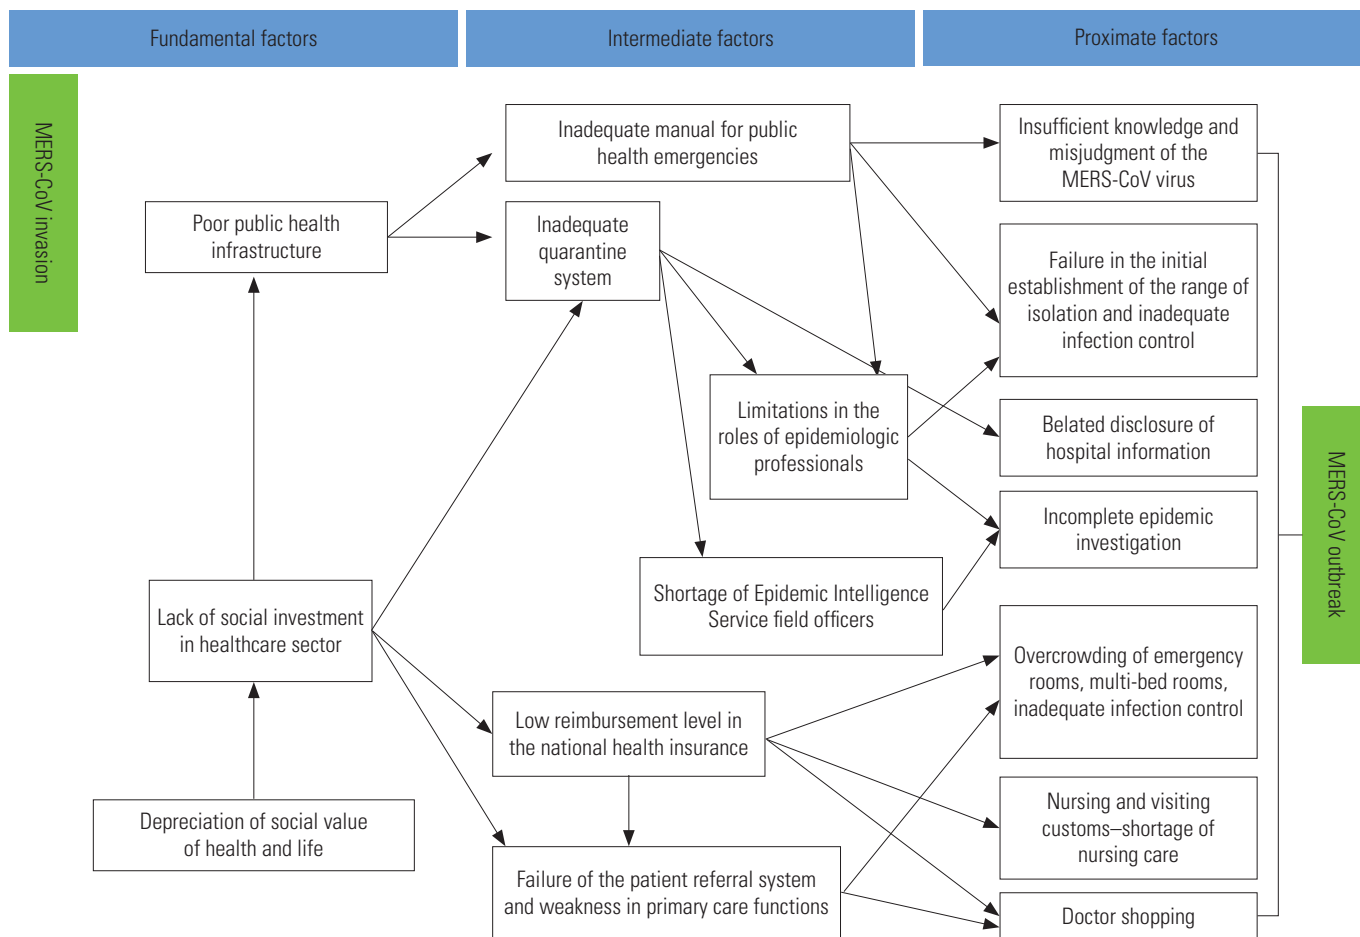 Fundamental factors
Intermediate factors
Proximate factors
MERS-CoV invasion
Poor public health
infrastructure
Lack of social investment
in healthcare sector
Depreciation of social value
of health and life
Inadequate manual for public
health emergencies
Inadequate
quarantine
system
Limitations in the
roles of epidemiologic
professionals
Shortage of Epidemic Intelligence
Service field officers
Low reimbursement level in
the national health insurance
Failure of the patient referral system
and weakness in primary care functions
Insufficient knowledge and
misjudgment of the
MERS-CoV virus
Failure in the initial
establishment of the range of
isolation and inadequate
infection control
Belated disclosure of
hospital information
Incomplete epidemic
investigation
Overcrowding of emergency
rooms, multi-bed rooms,
inadequate infection control
Nursing and visiting
customs–shortage of
nursing care
Doctor shopping
MERS-CoV outbreak